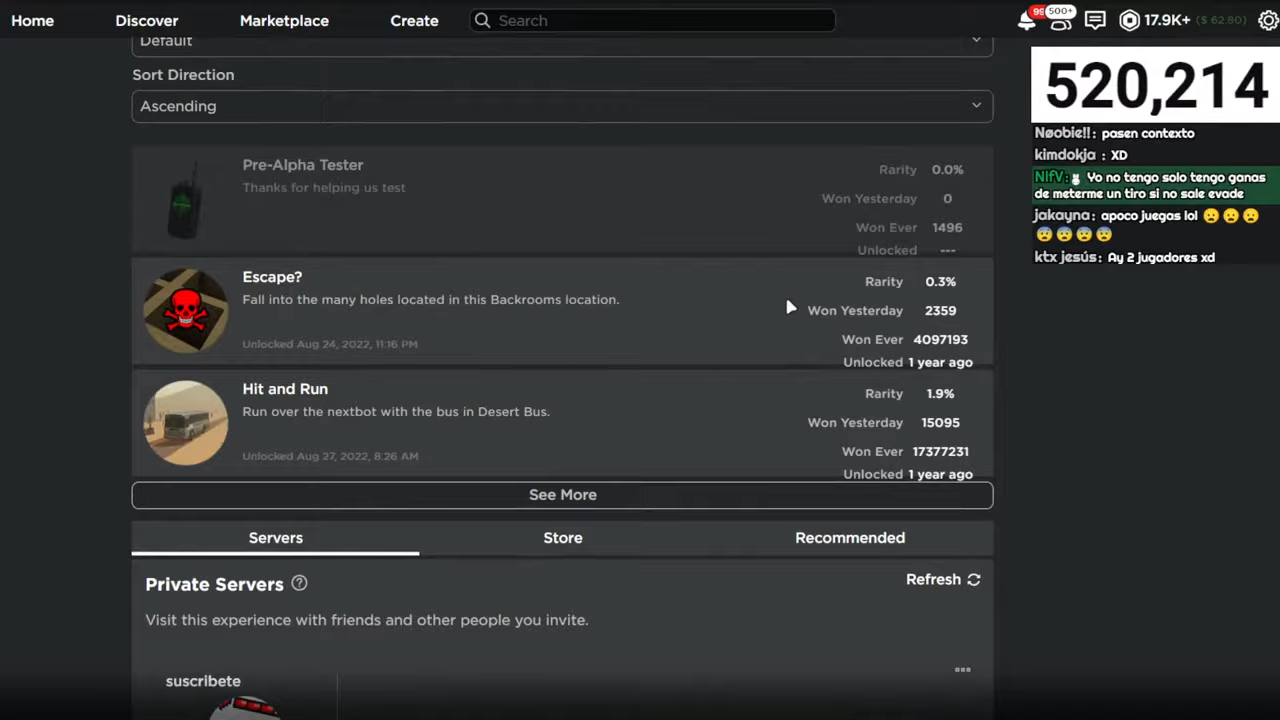 Home Discover Marketplace Create Search 99 500+ 17.9K+ ($ 62.80)
Default
Sort Direction
Ascending
Pre-Alpha Tester
Thanks for helping us test
Rarity 0.0%
Won Yesterday 0
Won Ever 1496
Unlocked ---
Escape?
Fall into the many holes located in this Backrooms location.
Unlocked Aug 24, 2022, 11:16 PM
Rarity 0.3%
Won Yesterday 2359
Won Ever 4097193
Unlocked 1 year ago
Hit and Run
Run over the nextbot with the bus in Desert Bus.
Unlocked Aug 27, 2022, 8:26 AM
Rarity 1.9%
Won Yesterday 15095
Won Ever 17377231
Unlocked 1 year ago
See More
Servers Store Recommended
Private Servers ?
Refresh
Visit this experience with friends and other people you invite.
suscribete
520,214
Nøobie!!: pasen contexto
kimdokja : XD
NIfV: Yo no tengo solo tengo ganas
de meterme un tiro si no sale evade
jakayna: apoco juegas lol 😦😦😦
😨😨😨😨
ktx jesús: Ay 2 jugadores xd